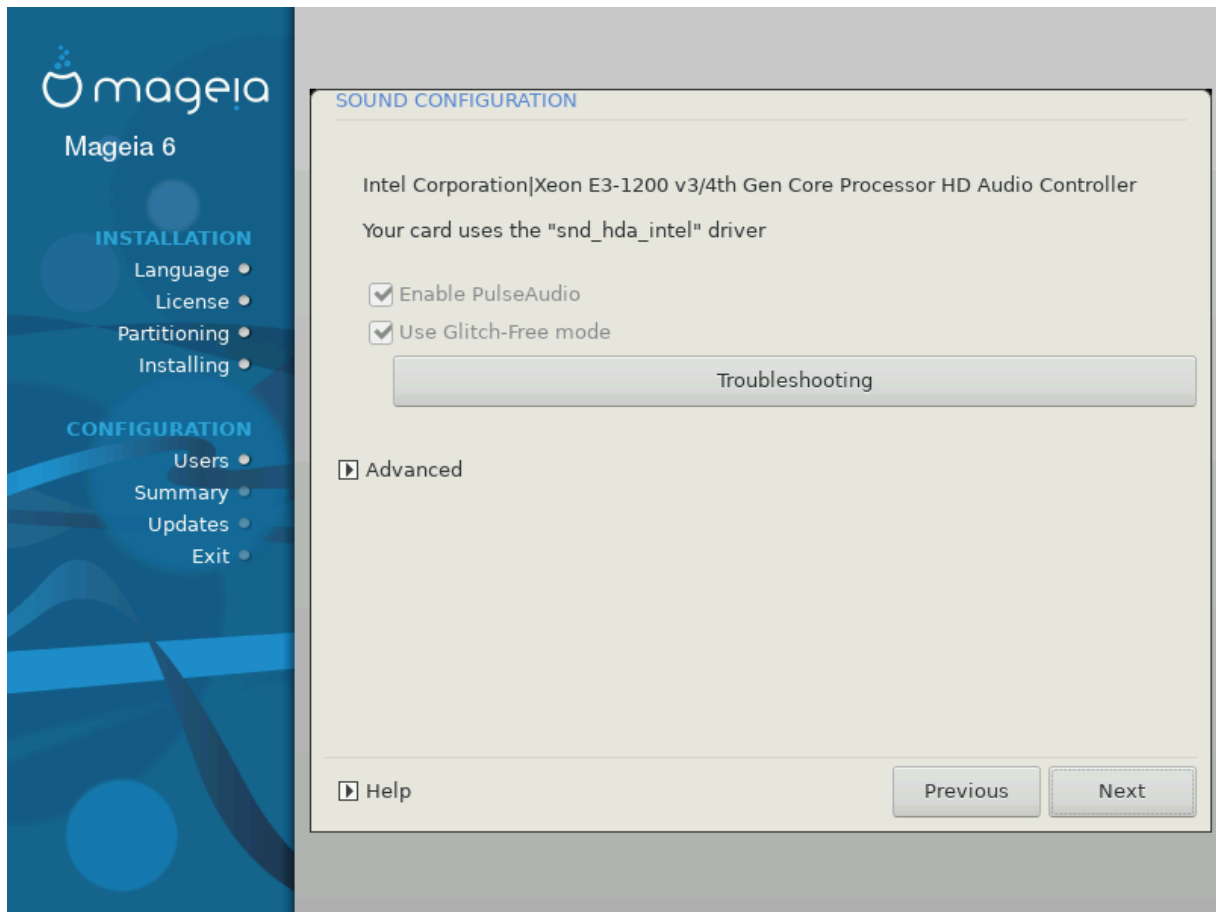 mageia
Mageia 6
INSTALLATION
Language
License
Partitioning
Installing
CONFIGURATION
Users
Summary
Updates
Exit
SOUND CONFIGURATION
Intel Corporation|Xeon E3-1200 v3/4th Gen Core Processor HD Audio Controller
Your card uses the "snd_hda_intel" driver
Enable PulseAudio
Use Glitch-Free mode
Troubleshooting
Advanced
Help
Previous
Next